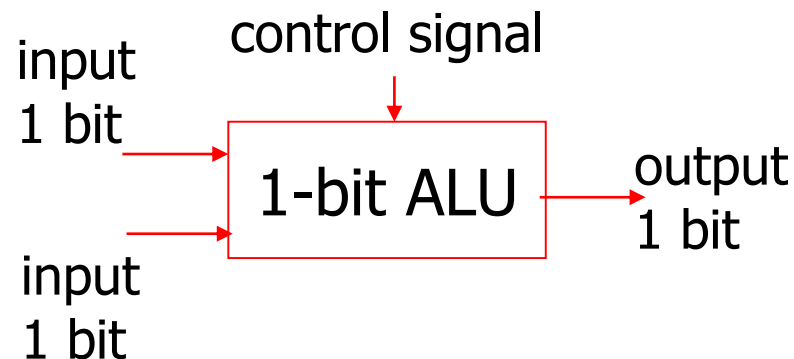 control signal
input
1 bit
1-bit ALU
output
1 bit
input
1 bit